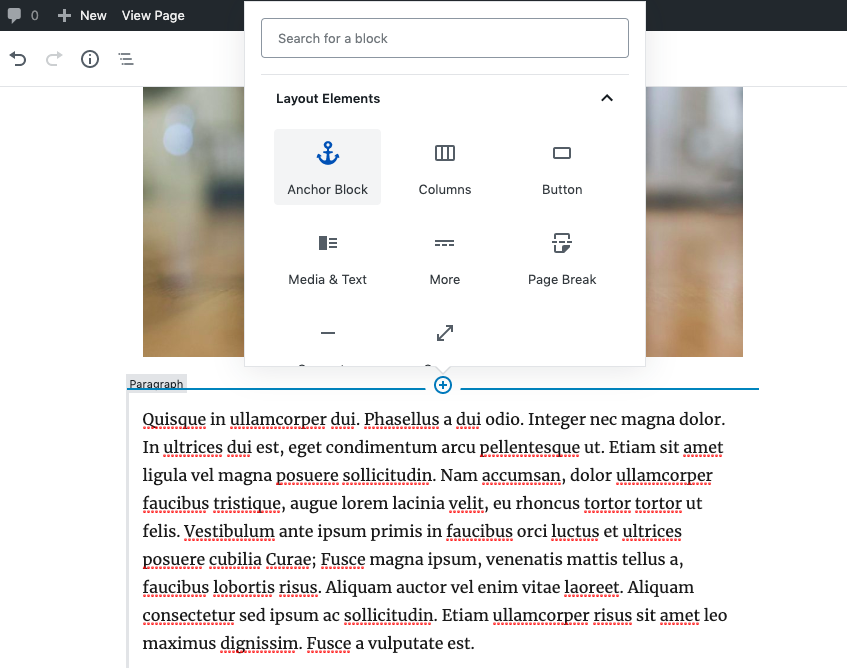 0 New View Page
Search for a block
Layout Elements
Anchor Block Columns Button
Media & Text More Page Break
Paragraph
Quisque in ullamcorper dui. Phasellus a dui odio. Integer nec magna dolor.
In ultrices dui est, eget condimentum arcu pellentesque ut. Etiam sit amet
ligula vel magna posuere sollicitudin. Nam accumsan, dolor ullamcorper
faucibus tristique, augue lorem lacinia velit, eu rhoncus tortor tortor ut
felis. Vestibulum ante ipsum primis in faucibus orci luctus et ultrices
posuere cubilia Curae; Fusce magna ipsum, venenatis mattis tellus a,
faucibus lobortis risus. Aliquam auctor vel enim vitae laoreet. Aliquam
consectetur sed ipsum ac sollicitudin. Etiam ullamcorper risus sit amet leo
maximus dignissim. Fusce a vulputate est.